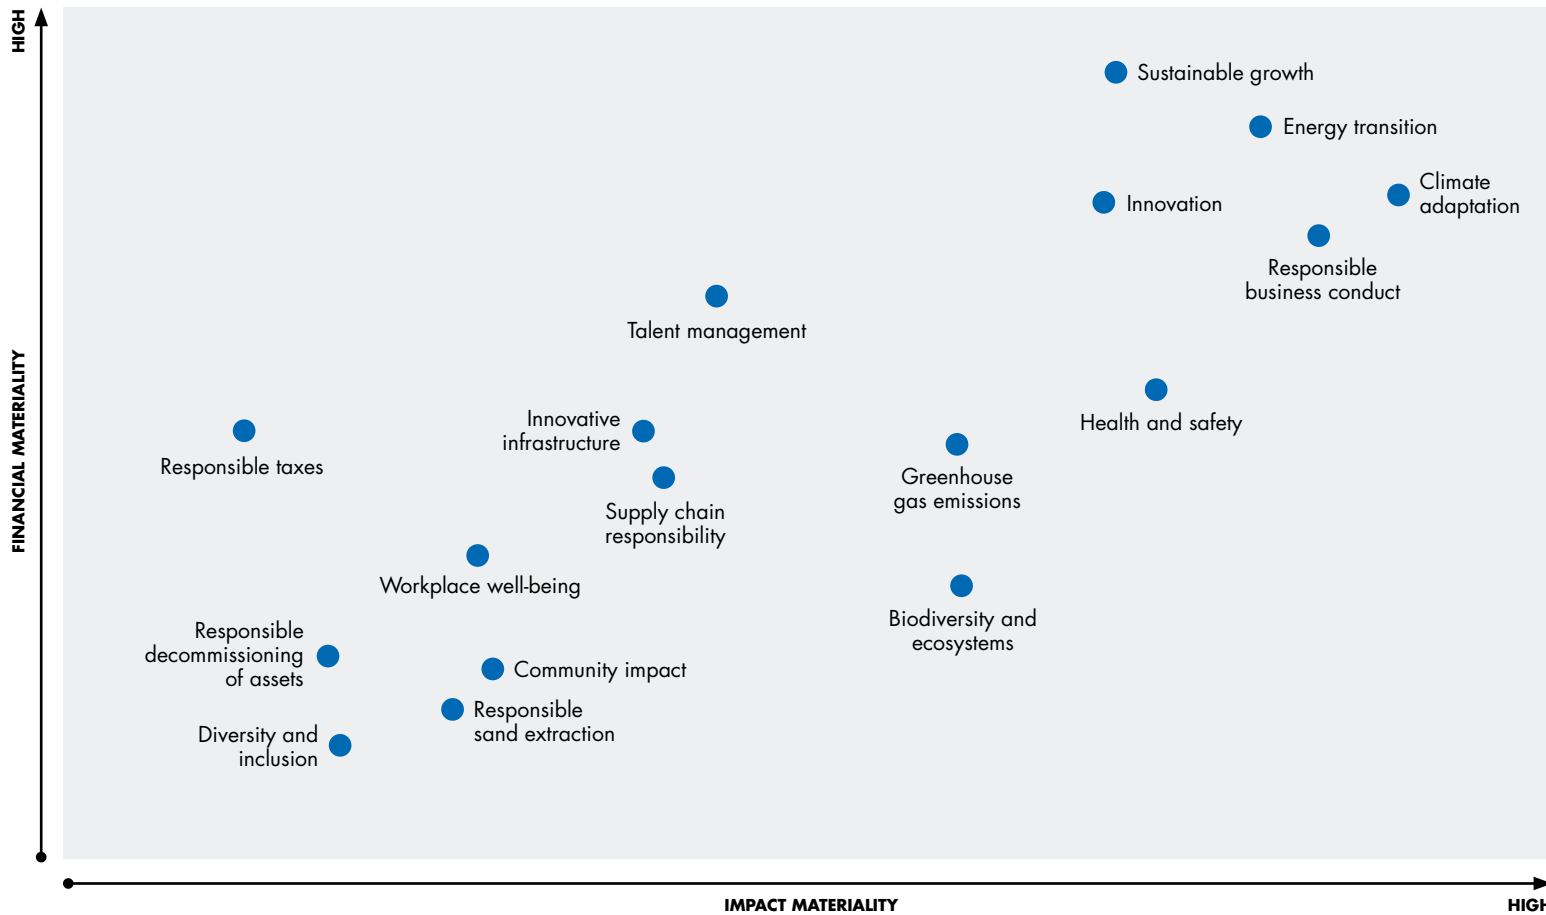 HIGH
Sustainable growth
Energy transition
Climate
adaptation
Innovation
Responsible
business conduct
Talent management
Health and safety
Innovative
infrastructure
Responsible taxes
Greenhouse
gas emissions
Supply chain
responsibility
FINANCIAL MATERIALITY
Workplace well-being
Biodiversity and
ecosystems
Responsible
decommissioning
of assets
Community impact
Responsible
sand extraction
Diversity and
inclusion
IMPACT MATERIALITY
HIGH